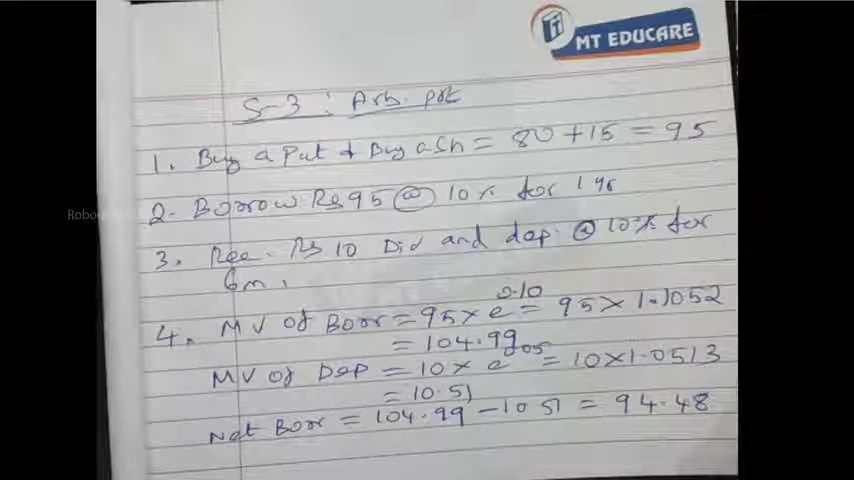 MT EDUCARE
S-3 : Arb. pft
1. Buy a Put + Buy a Sh = 80 + 15 = 95
2. Borrow Rs 95 @ 10% for 1 yr
3. Rec. Rs 10 Div and dep. @ 10% for
6m.
4. MV of Borr = 95 × e^0.10 = 95 × 1.1052
= 104.99
MV of Dep = 10 × e^.05 = 10 × 1.0513
= 10.51
Net Borr = 104.99 - 10.51 = 94.48
Robo